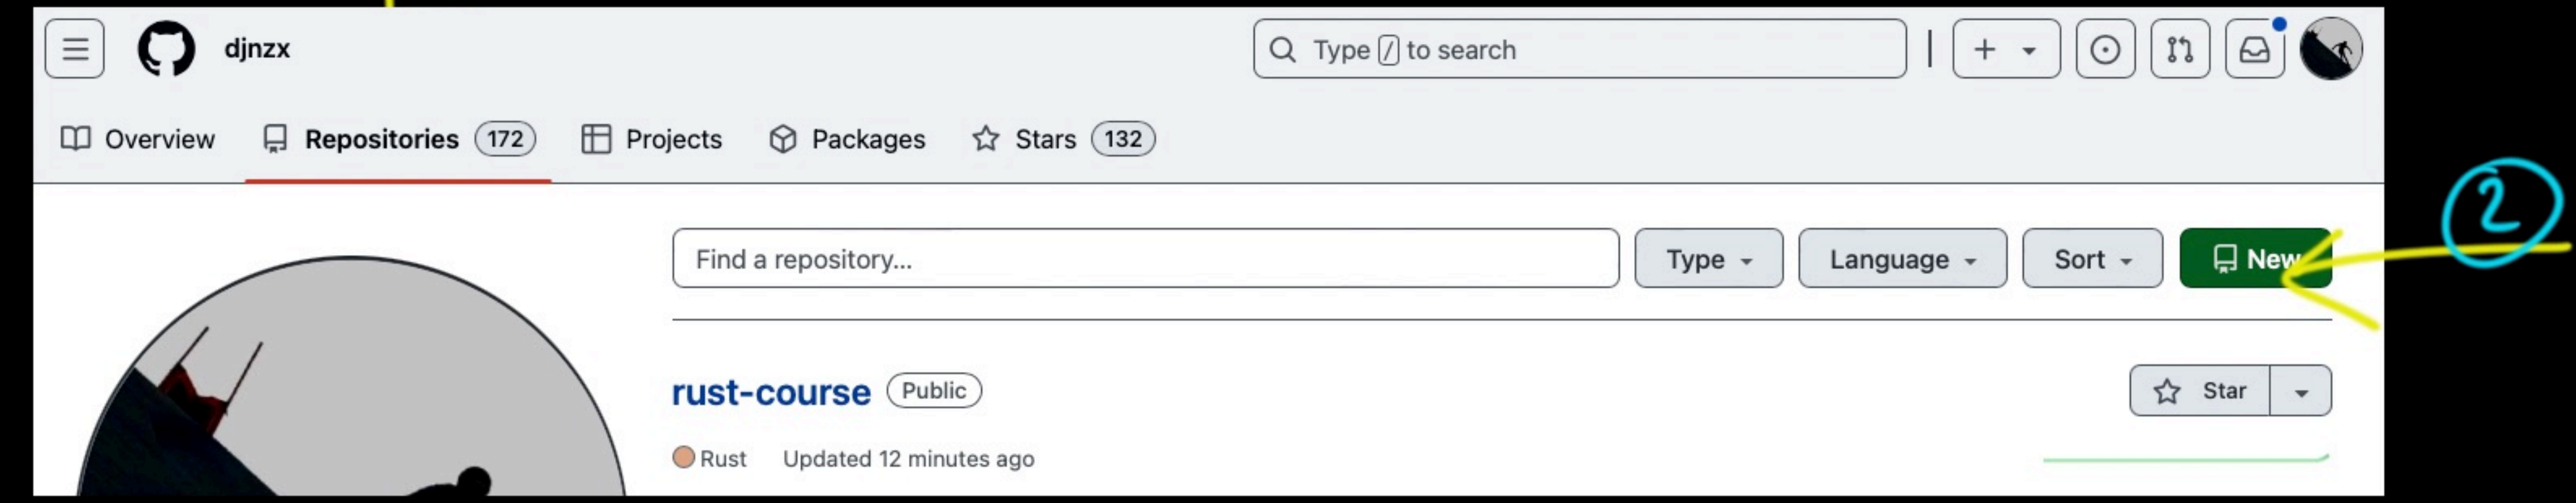 djnzx
Type / to search
Overview Repositories 172 Projects Packages Stars 132
2
Find a repository... Type Language Sort New
rust-course Public Star
Rust Updated 12 minutes ago